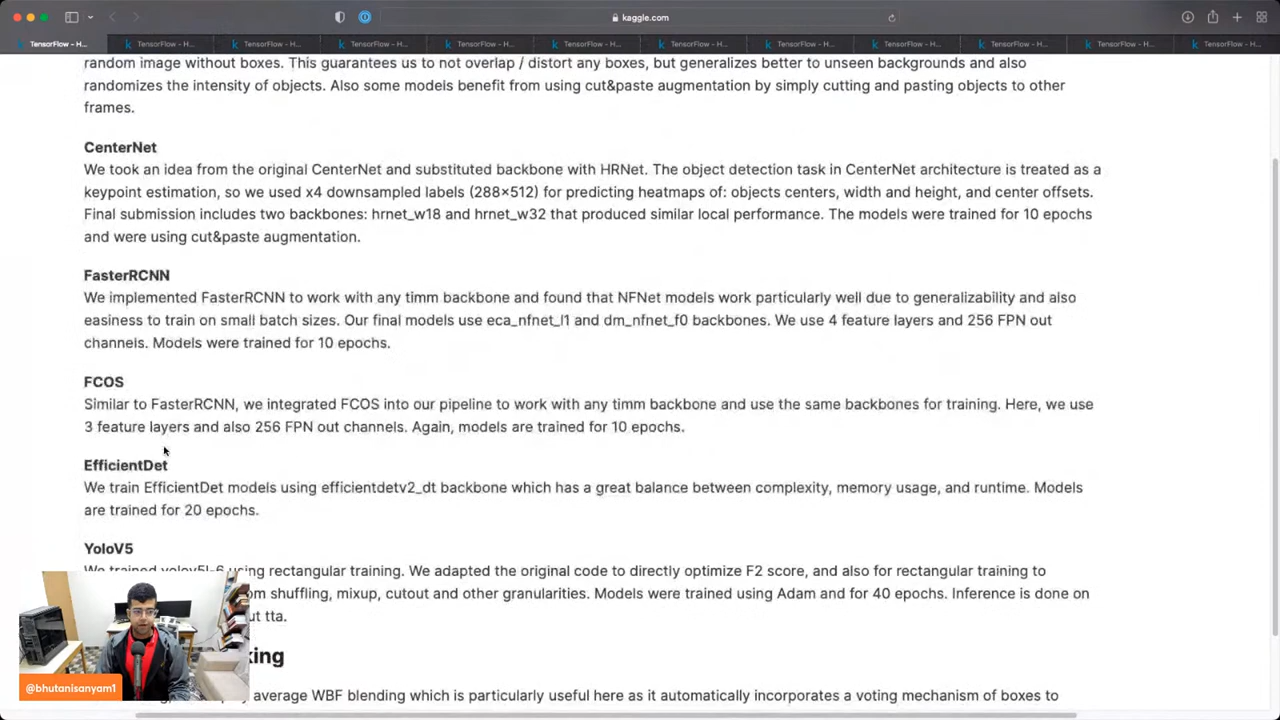 kaggle.com
TensorFlow - H... TensorFlow - H... TensorFlow - H... TensorFlow - H... TensorFlow - H... TensorFlow - H... TensorFlow - H... TensorFlow - H... TensorFlow - H... TensorFlow - H... TensorFlow - H... TensorFlow - H...
random image without boxes. This guarantees us to not overlap / distort any boxes, but generalizes better to unseen backgrounds and also
randomizes the intensity of objects. Also some models benefit from using cut&paste augmentation by simply cutting and pasting objects to other
frames.
CenterNet
We took an idea from the original CenterNet and substituted backbone with HRNet. The object detection task in CenterNet architecture is treated as a
keypoint estimation, so we used x4 downsampled labels (288×512) for predicting heatmaps of: objects centers, width and height, and center offsets.
Final submission includes two backbones: hrnet_w18 and hrnet_w32 that produced similar local performance. The models were trained for 10 epochs
and were using cut&paste augmentation.
FasterRCNN
We implemented FasterRCNN to work with any timm backbone and found that NFNet models work particularly well due to generalizability and also
easiness to train on small batch sizes. Our final models use eca_nfnet_l1 and dm_nfnet_f0 backbones. We use 4 feature layers and 256 FPN out
channels. Models were trained for 10 epochs.
FCOS
Similar to FasterRCNN, we integrated FCOS into our pipeline to work with any timm backbone and use the same backbones for training. Here, we use
3 feature layers and also 256 FPN out channels. Again, models are trained for 10 epochs.
EfficientDet
We train EfficientDet models using efficientdetv2_dt backbone which has a great balance between complexity, memory usage, and runtime. Models
are trained for 20 epochs.
YoloV5
We trained yolov5l-6 using rectangular training. We adapted the original code to directly optimize F2 score, and also for rectangular training to
shuffling, mixup, cutout and other granularities. Models were trained using Adam and for 40 epochs. Inference is done on
tta.
average WBF blending which is particularly useful here as it automatically incorporates a voting mechanism of boxes to
@bhutanisanyam1